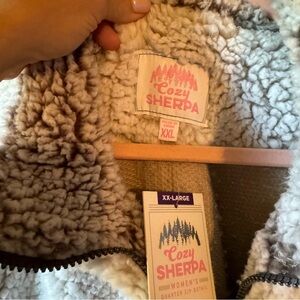 Cozy
SHERPA
XXL
XX-LARGE
Cozy
SHERPA
WOMEN'S
QUARTER ZIP